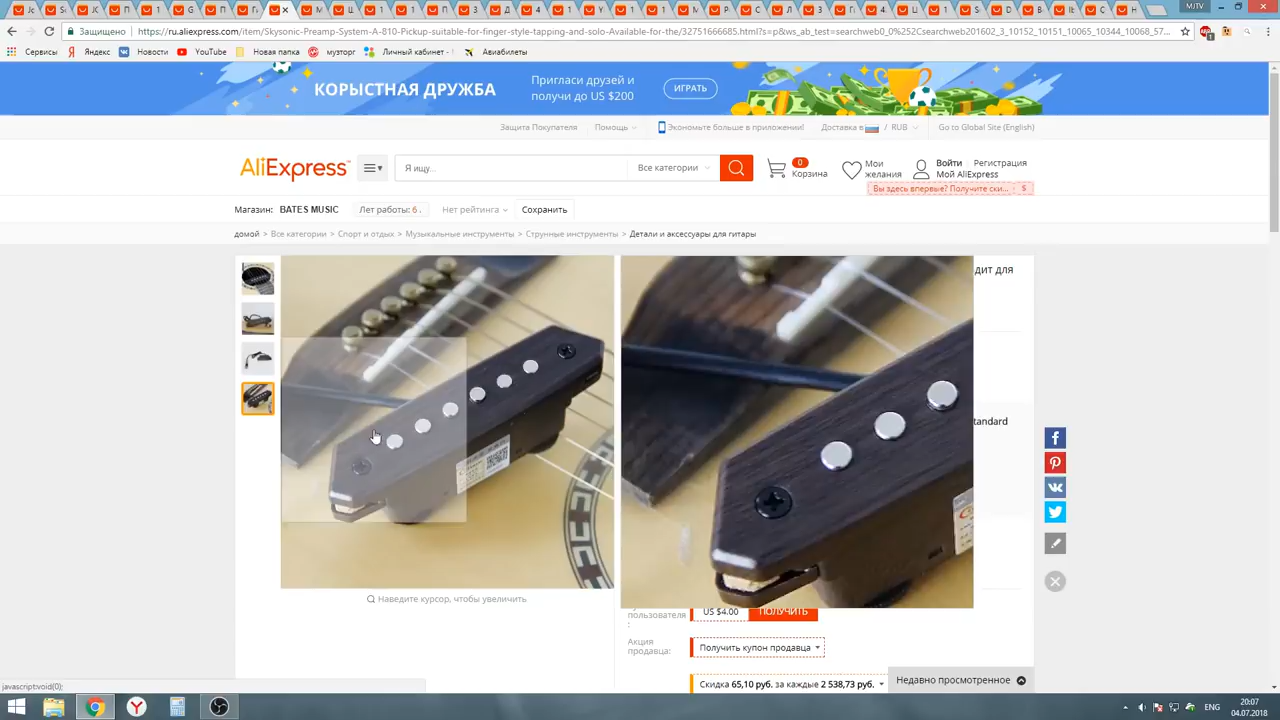 MJTV
Защищено
https://ru.aliexpress.com/item/Skysonic-Preamp-System-A-810-Pickup-suitable-for-finger-style-tapping-and-solo-Available-for-the/32751666685.html?s=p&ws_ab_test=searchweb0_0%252Csearchweb201602_3_10152_10151_10065_10344_10068_57...
Сервисы Яндекс Новости YouTube Новая папка музторг Личный кабинет - Авиабилеты
КОРЫСТНАЯ ДРУЖБА
Пригласи друзей и
получи до US $200
ИГРАТЬ
Защита Покупателя Помощь Экономьте больше в приложении! Доставка в / RUB Go to Global Site (English)
AliExpress
Я ищу...
Все категории
0
Корзина
Мои
желания
Войти Регистрация
Мой AliExpress
Вы здесь впервые? Получите ски... $
Магазин: BATES MUSIC Лет работы: 6 . Нет рейтинга Сохранить
домой > Все категории > Спорт и отдых > Музыкальные инструменты > Струнные инструменты > Детали и аксессуары для гитары
дит для
tandard
Наведите курсор, чтобы увеличить
пользователя
:
US $4.00 ПОЛУЧИТЬ
Акция
продавца:
Получить купон продавца
Скидка 65,10 руб. за каждые 2 538,73 руб.
Недавно просмотренное
javascript:void(0);
ENG
20:07
04.07.2018